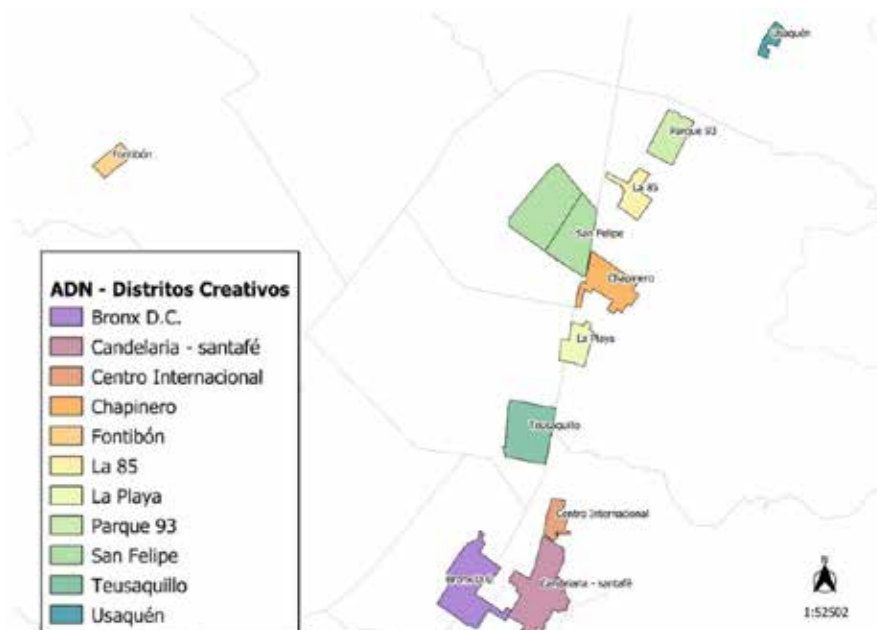 Usaquén
Parque 93
Fontibón
La 85
San Felipe
Chapinero
La Playa
Teusaquillo
Centro Internacional
Bronx D.C.
Candelaria - santafé
ADN - Distritos Creativos
Bronx D.C.
Candelaria - santafé
Centro Internacional
Chapinero
Fontibón
La 85
La Playa
Parque 93
San Felipe
Teusaquillo
Usaquén
N
1:52502